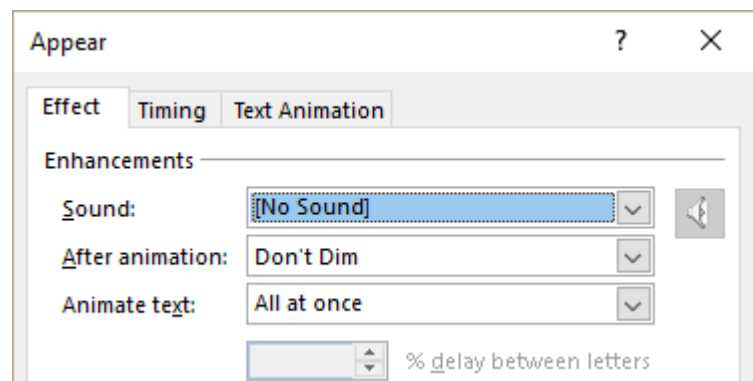 Appear ?
Effect Timing Text Animation
Enhancements
Sound: [No Sound]
After animation: Don't Dim
Animate text: All at once
% delay between letters